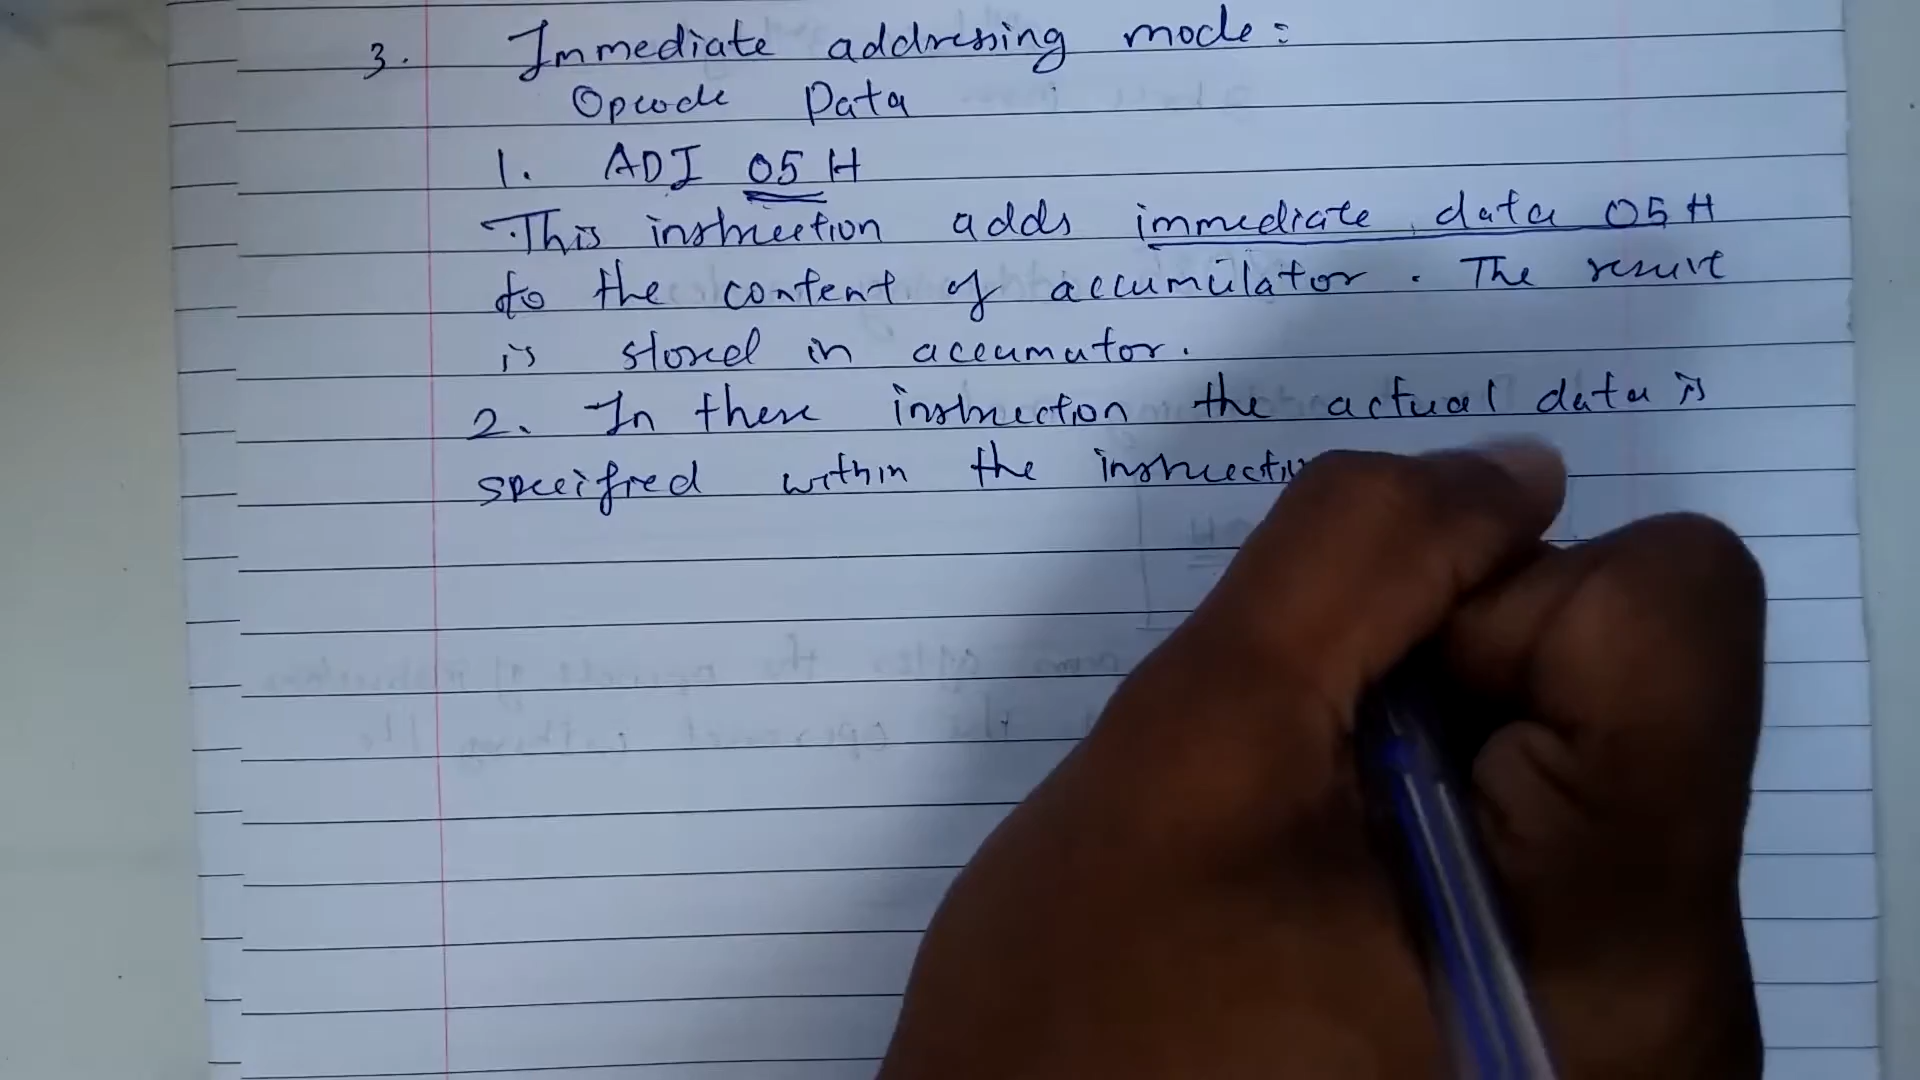 3. Immediate addressing mode:
Opcode Data
1. ADI 05 H
This instruction adds immediate data 05 H
to the content of accumulator. The result
is stored in accumator.
2. In these instruction the actual data is
specified within the